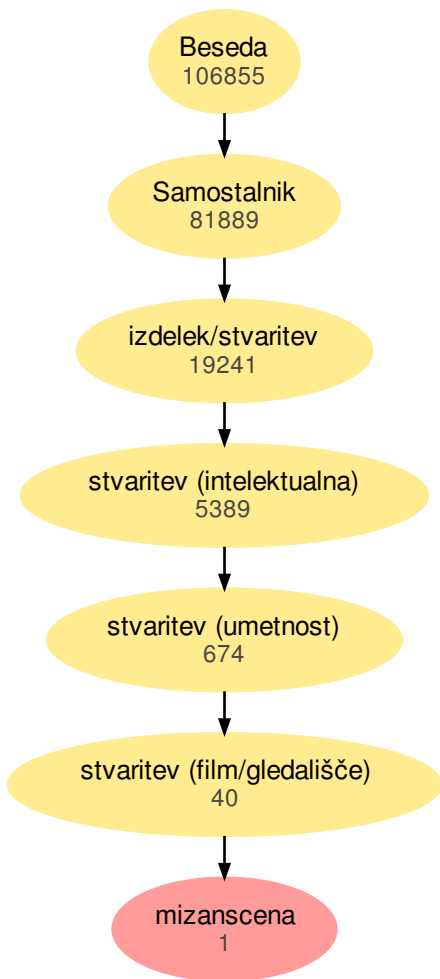 Beseda
106855
Samostalnik
81889
izdelek/stvaritev
19241
stvaritev (intelektualna)
5389
stvaritev (umetnost)
674
stvaritev (film/gledališče)
40
mizanscena
1